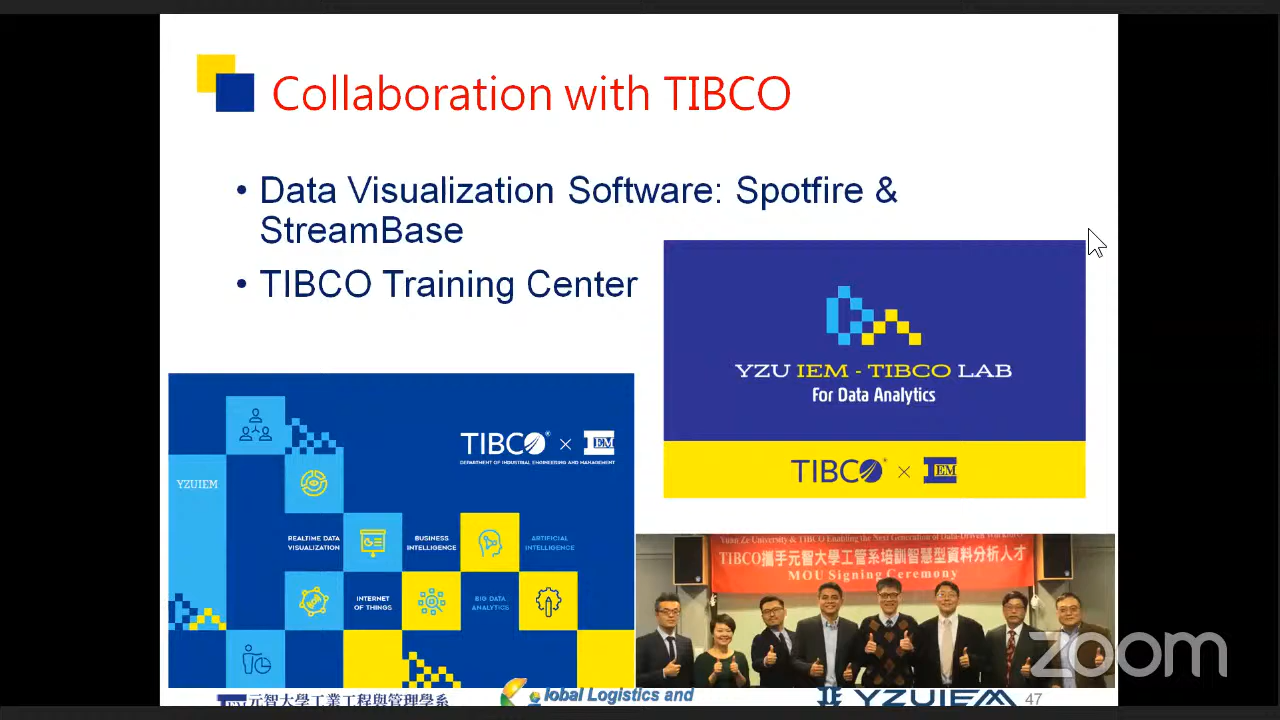 Collaboration with TIBCO
• Data Visualization Software: Spotfire &
StreamBase
• TIBCO Training Center
YZU IEM - TIBCO LAB
For Data Analytics
TIBCO® × IEM
TIBCO® × IEM
DEPARTMENT OF INDUSTRIAL ENGINEERING AND MANAGEMENT
YZUIEM
REALTIME DATA
VISUALIZATION
BUSINESS
INTELLIGENCE
ARTIFICIAL
INTELLIGENCE
INTERNET
OF THINGS
BIG DATA
ANALYTICS
Yuan Ze University & TIBCO Enabling the Next Generation of Data-Driven Workforce
TIBCO攜手元智大學工管系培訓智慧型資料分析人才
MOU Signing Ceremony
zoom
元智大學工業工程與管理學系
Global Logistics and
YZUIEM
47